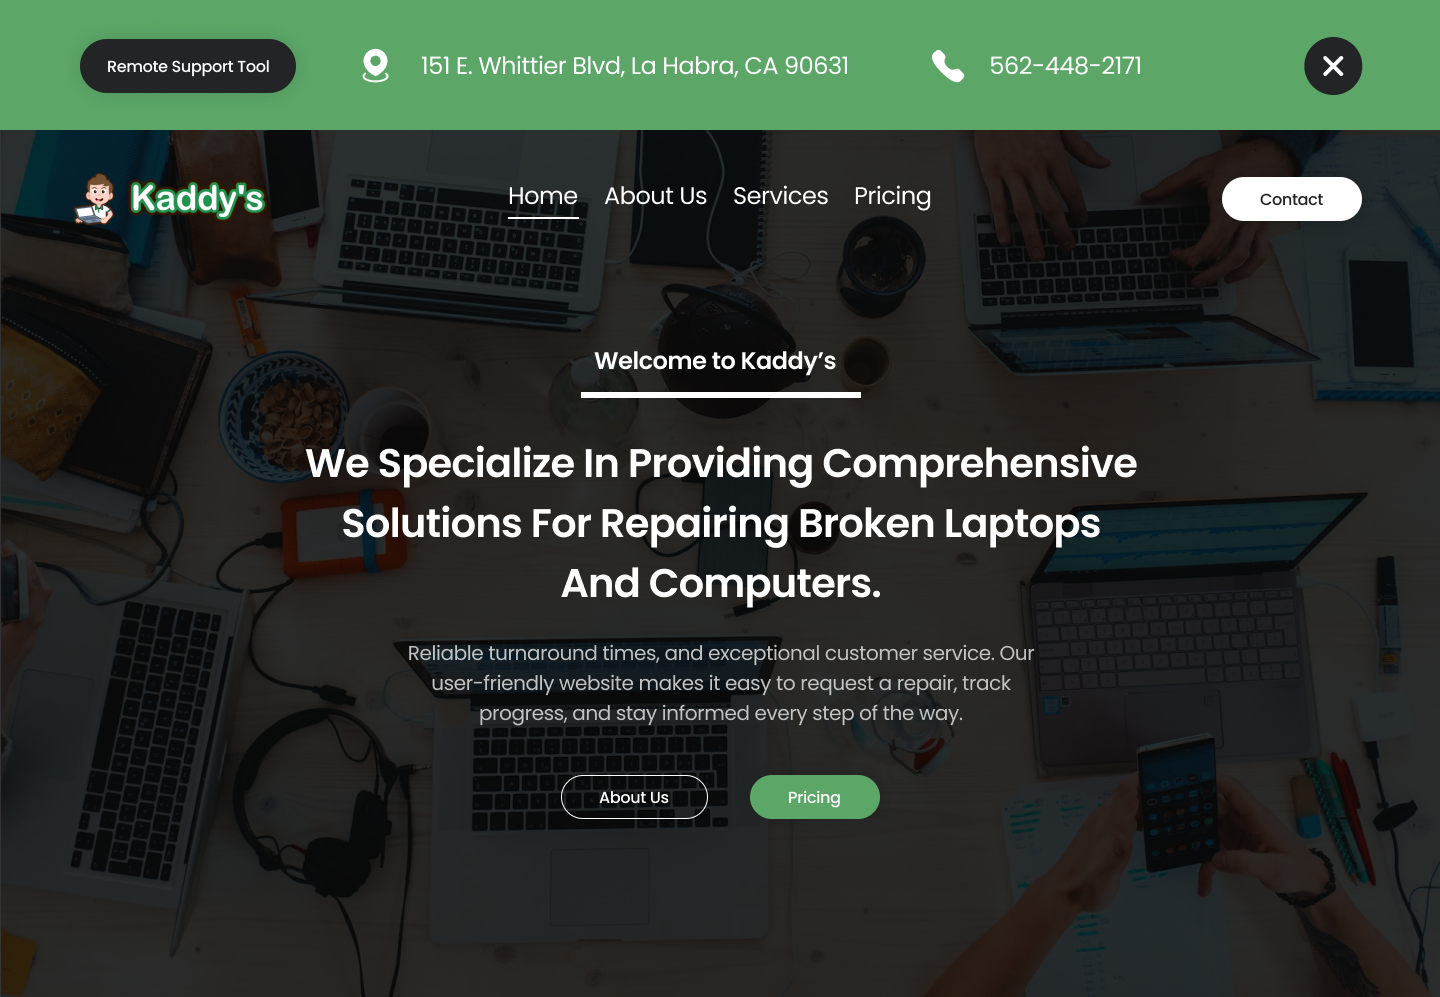 Remote Support Tool
151 E. Whittier Blvd, La Habra, CA 90631
562-448-2171
Kaddy's
Home About Us Services Pricing
Contact
Welcome to Kaddy’s
We Specialize In Providing Comprehensive
Solutions For Repairing Broken Laptops
And Computers.
Reliable turnaround times, and exceptional customer service. Our
user-friendly website makes it easy to request a repair, track
progress, and stay informed every step of the way.
About Us
Pricing